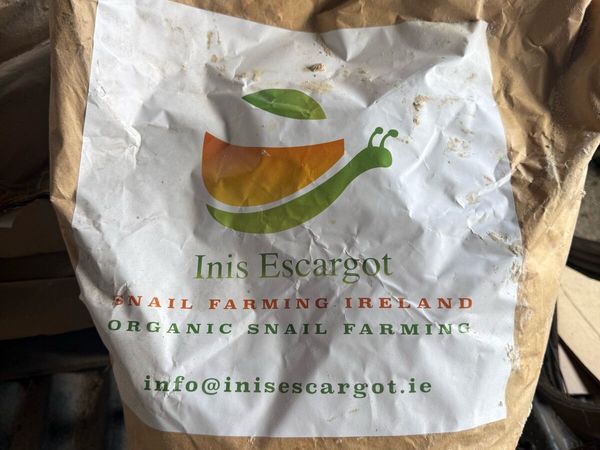 Inis Escargot
SNAIL FARMING IRELAND
ORGANIC SNAIL FARMING
info@inisescargot.ie